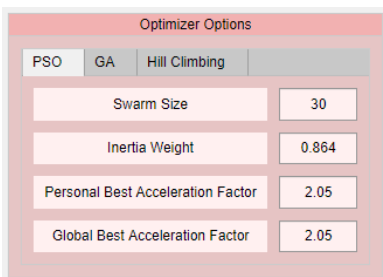 Optimizer Options
PSO GA Hill Climbing
Swarm Size 30
Inertia Weight 0.864
Personal Best Acceleration Factor 2.05
Global Best Acceleration Factor 2.05